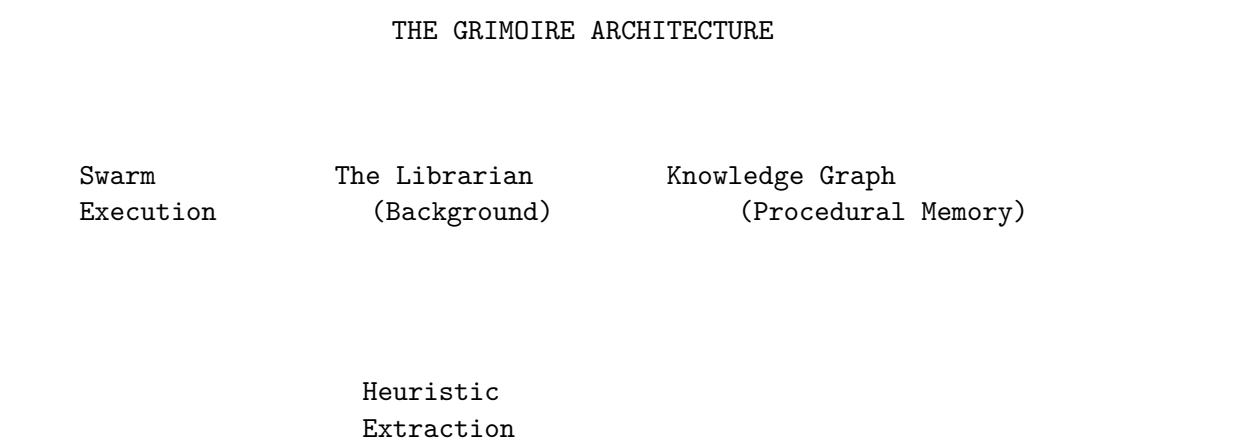 THE GRIMOIRE ARCHITECTURE
Swarm The Librarian Knowledge Graph
Execution (Background) (Procedural Memory)
Heuristic
Extraction